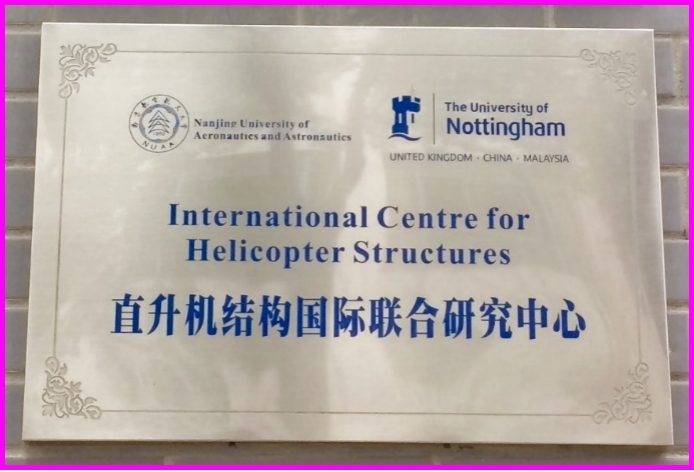 Nanjing University of
Aeronautics and Astronautics
NUAA
The University of
Nottingham
UNITED KINGDOM · CHINA · MALAYSIA
International Centre for
Helicopter Structures
直升机结构国际联合研究中心